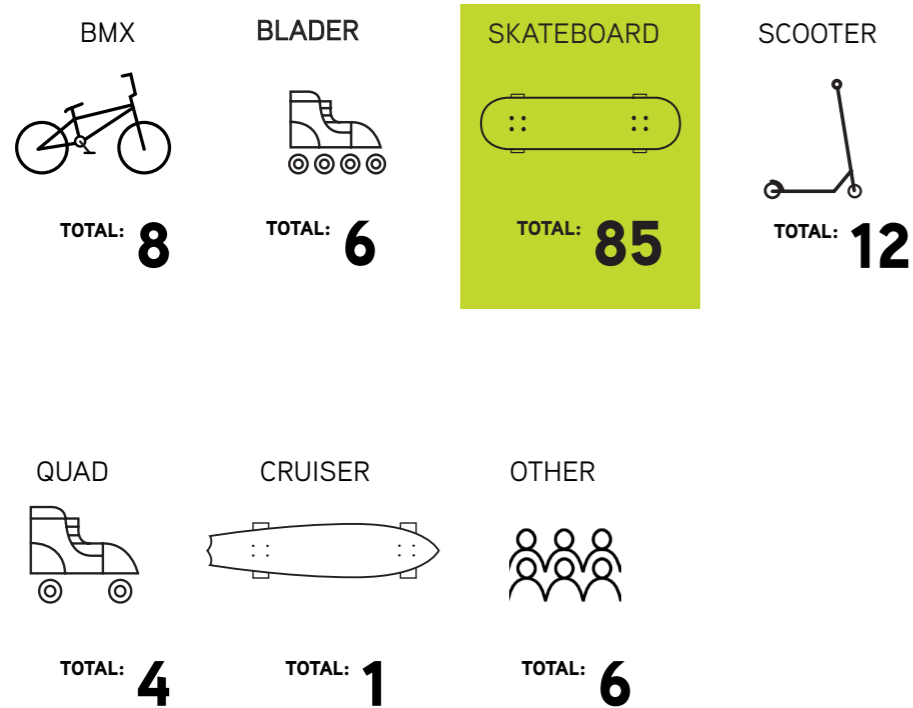 BMX
BLADER
SKATEBOARD
SCOOTER
TOTAL: 8
TOTAL: 6
TOTAL: 85
TOTAL: 12
QUAD
CRUISER
OTHER
TOTAL: 4
TOTAL: 1
TOTAL: 6